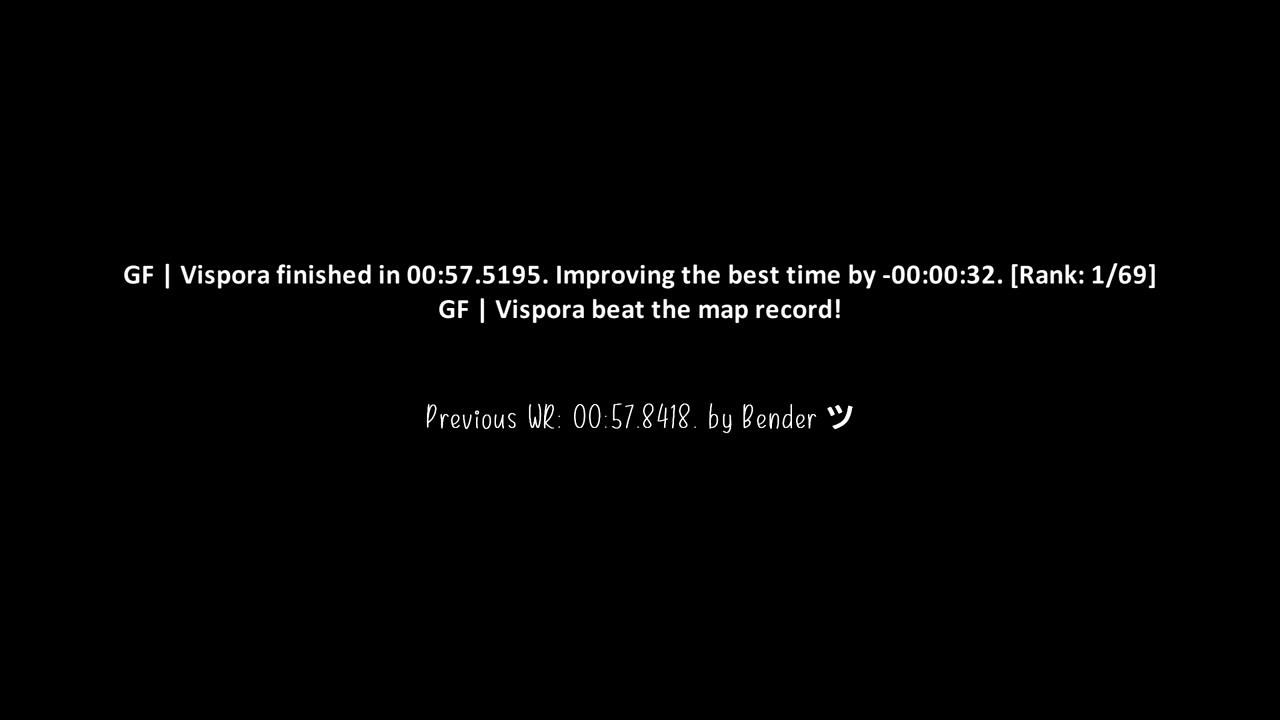 GF | Vispora finished in 00:57.5195. Improving the best time by -00:00:32. [Rank: 1/69]
GF | Vispora beat the map record!
Previous WR: 00:57.8418. by Bender ツ